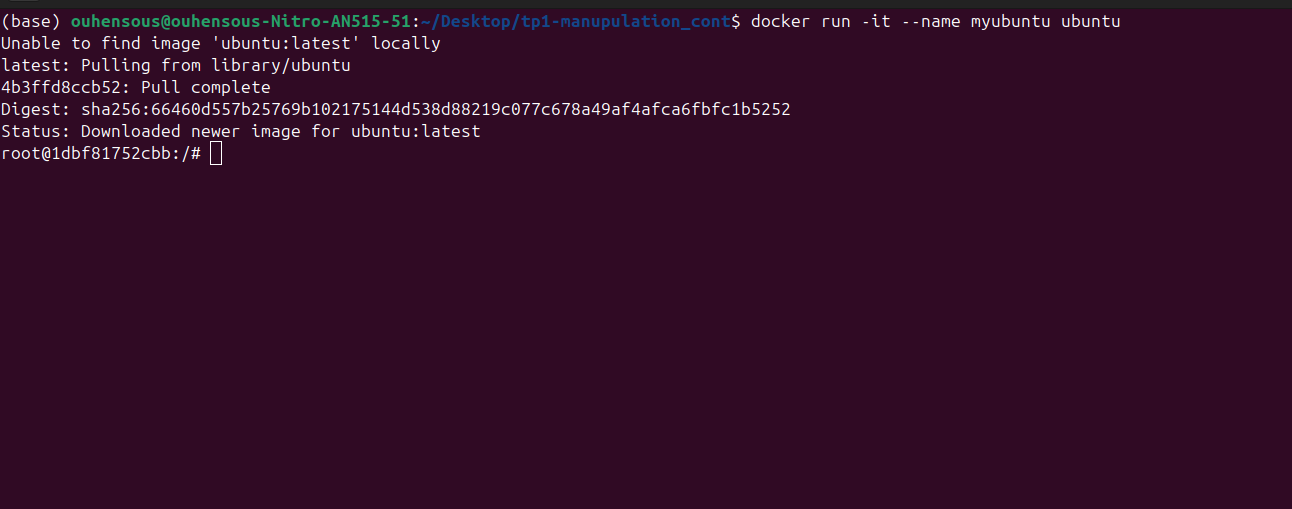 (base) ouhensous@ouhensous-Nitro-AN515-51:~/Desktop/tp1-manupulation_cont$ docker run -it --name myubuntu ubuntu
Unable to find image 'ubuntu:latest' locally
latest: Pulling from library/ubuntu
4b3ffd8ccb52: Pull complete
Digest: sha256:66460d557b25769b102175144d538d88219c077c678a49af4afca6fbfc1b5252
Status: Downloaded newer image for ubuntu:latest
root@1dbf81752cbb:/#